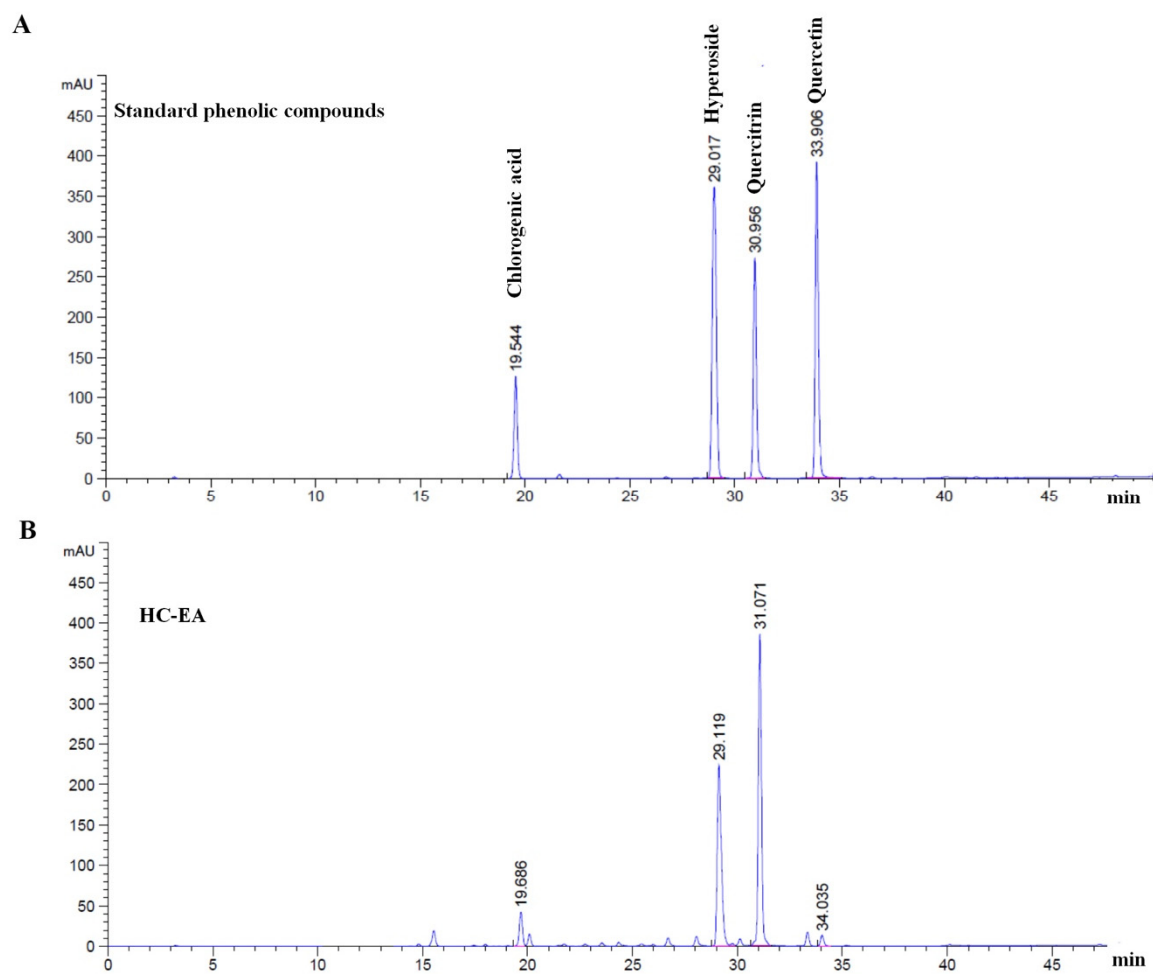 A
mAU
Standard phenolic compounds
Chlorogenic acid
19.544
Hyperoside
29.017
Quercitrin
30.956
Quercetin
33.906
450
400
350
300
250
200
150
100
50
0
0 5 10 15 20 25 30 35 40 45 min
B
mAU
HC-EA
19.686
29.119
31.071
34.035
450
400
350
300
250
200
150
100
50
0
0 5 10 15 20 25 30 35 40 45 min